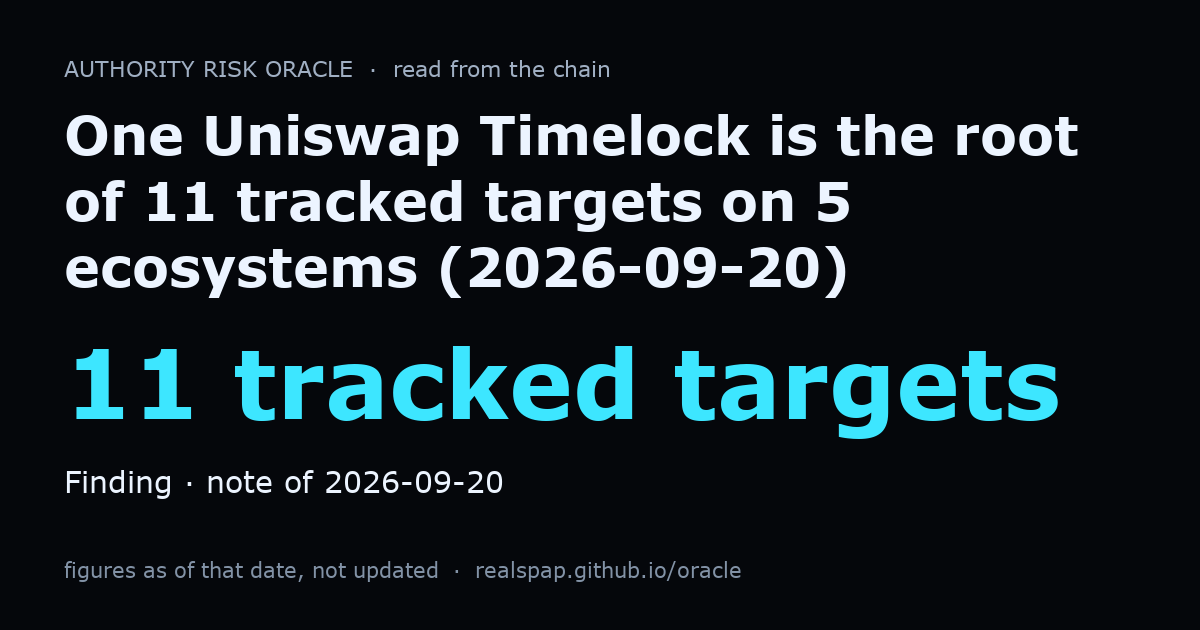 AUTHORITY RISK ORACLE · read from the chain
One Uniswap Timelock is the root
of 11 tracked targets on 5
ecosystems (2026-09-20)
11 tracked targets
Finding · note of 2026-09-20
figures as of that date, not updated · realspap.github.io/oracle